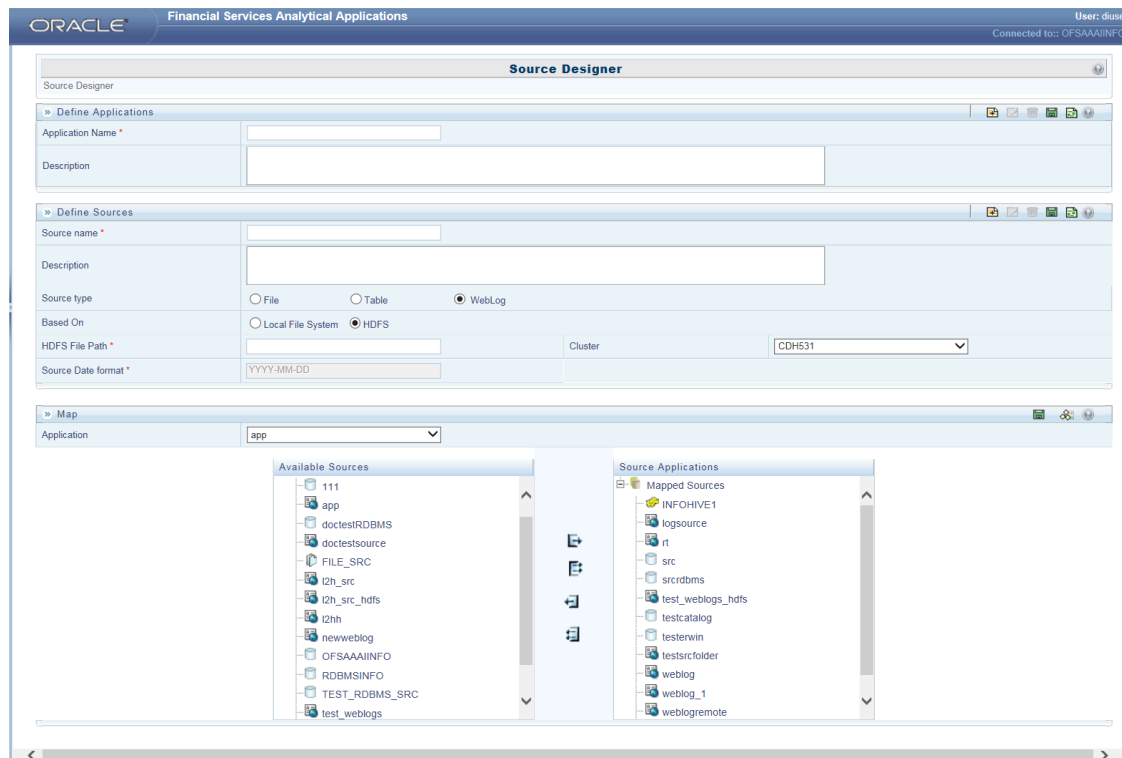 ORACLE
Financial Services Analytical Applications
User: diuse
Connected to:: OFSAAAIINFO
Source Designer
Source Designer
» Define Applications
Application Name *
Description
» Define Sources
Source name *
Description
Source type
File Table WebLog
Based On
Local File System HDFS
HDFS File Path *
Cluster
CDH531
Source Date format *
YYYY-MM-DD
» Map
Application
app
Available Sources
111
app
doctestRDBMS
doctestsource
FILE_SRC
l2h_src
l2h_src_hdfs
l2hh
newweblog
OFSAAAIINFO
RDBMSINFO
TEST_RDBMS_SRC
test_weblogs
Source Applications
Mapped Sources
INFOHIVE1
logsource
rt
src
srcrdbms
test_weblogs_hdfs
testcatalog
testerwin
testsrcfolder
weblog
weblog_1
weblogremote